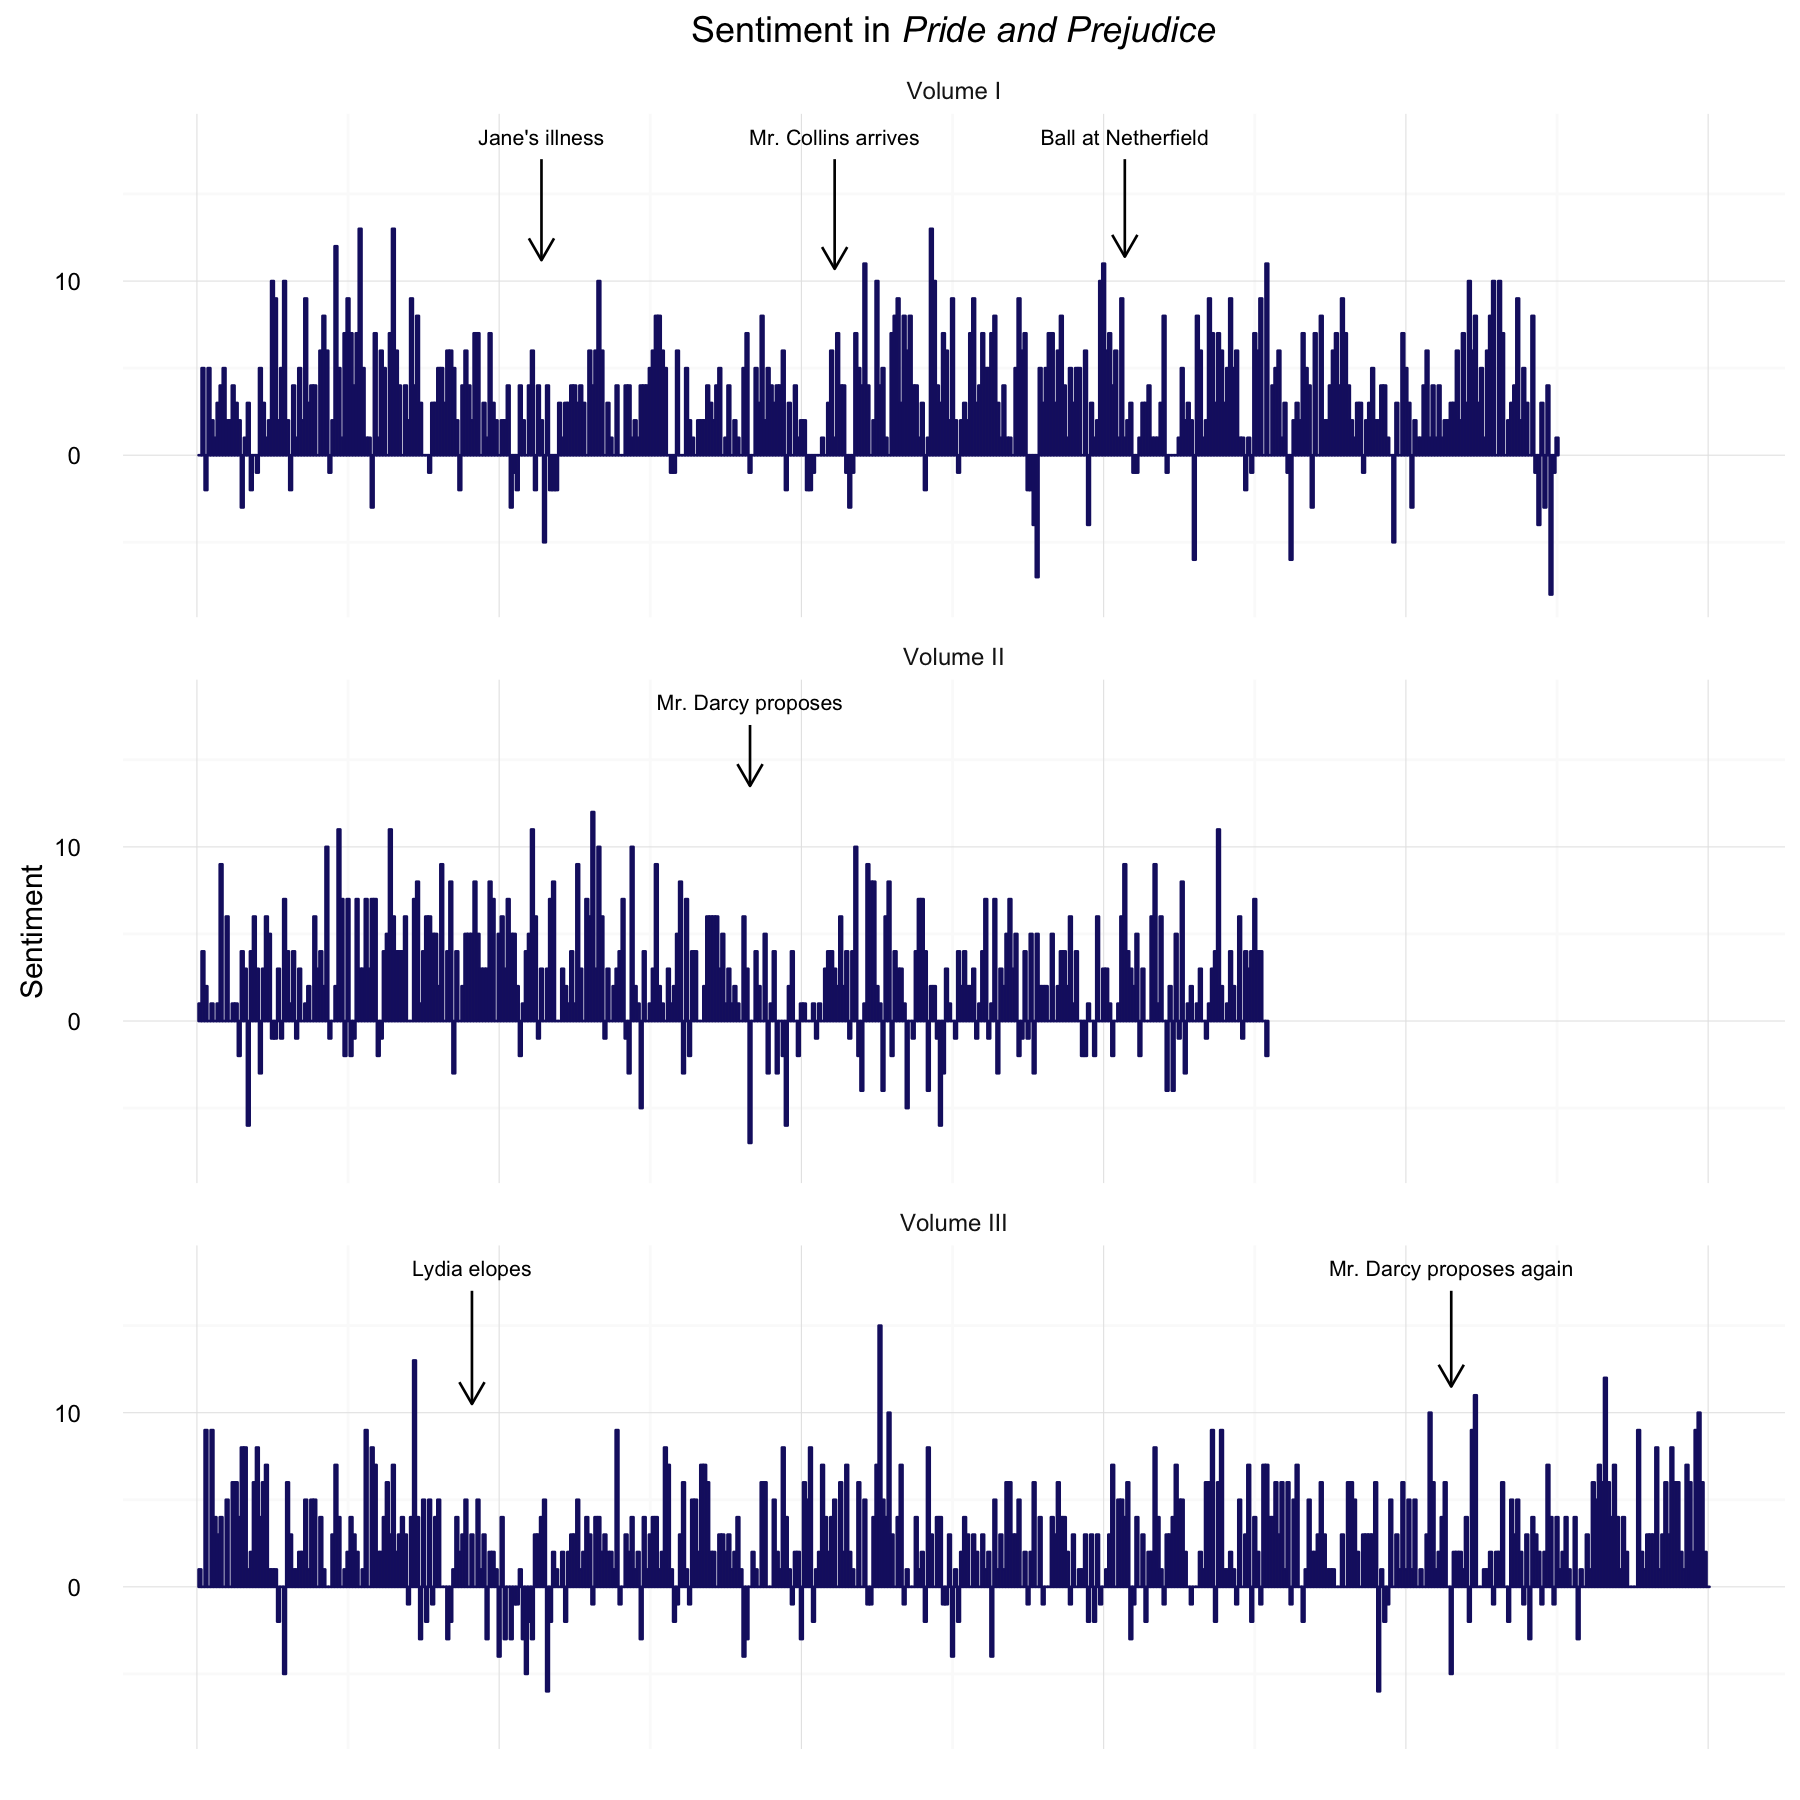 Sentiment in Pride and Prejudice
Volume I
Jane's illness
Mr. Collins arrives
Ball at Netherfield
10
0
Volume II
Mr. Darcy proposes
10
0
Sentiment
Volume III
Lydia elopes
Mr. Darcy proposes again
10
0